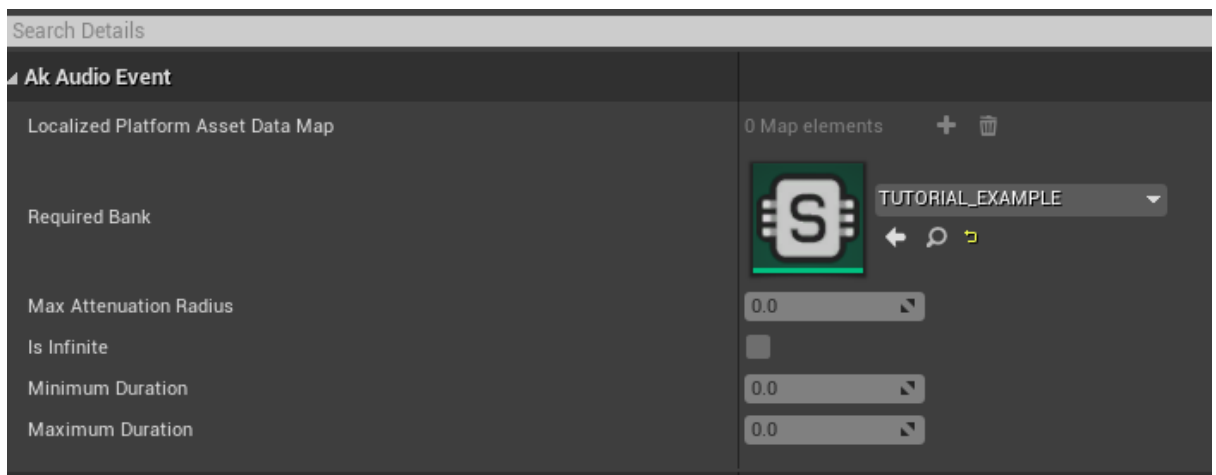 Search Details
Ak Audio Event
Localized Platform Asset Data Map 0 Map elements
Required Bank S TUTORIAL_EXAMPLE
Max Attenuation Radius 0.0
Is Infinite
Minimum Duration 0.0
Maximum Duration 0.0